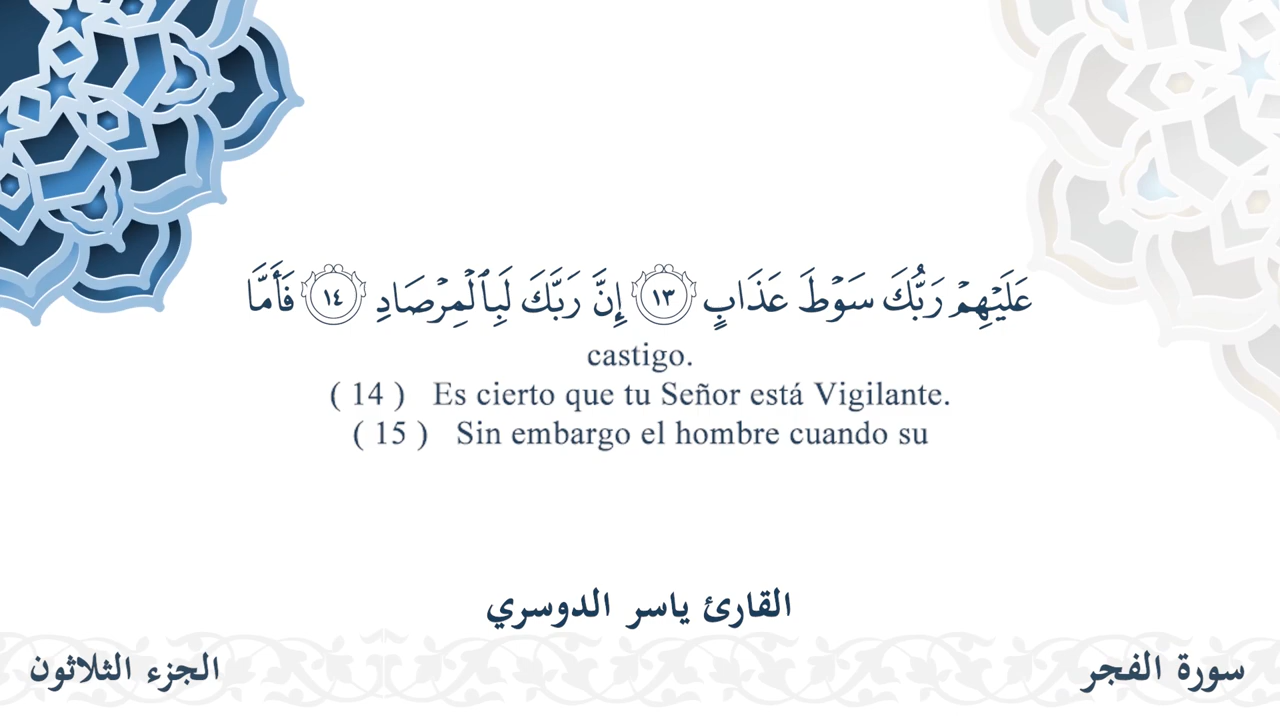 عَلَيْهِمْ رَبُّكَ سَوْطَ عَذَابٍ ١٣ إِنَّ رَبَّكَ لَبِٱلْمِرْصَادِ ١٤ فَأَمَّا
castigo.
( 14 ) Es cierto que tu Señor está Vigilante.
( 15 ) Sin embargo el hombre cuando su
القارئ ياسر الدوسري
سورة الفجر
الجزء الثلاثون